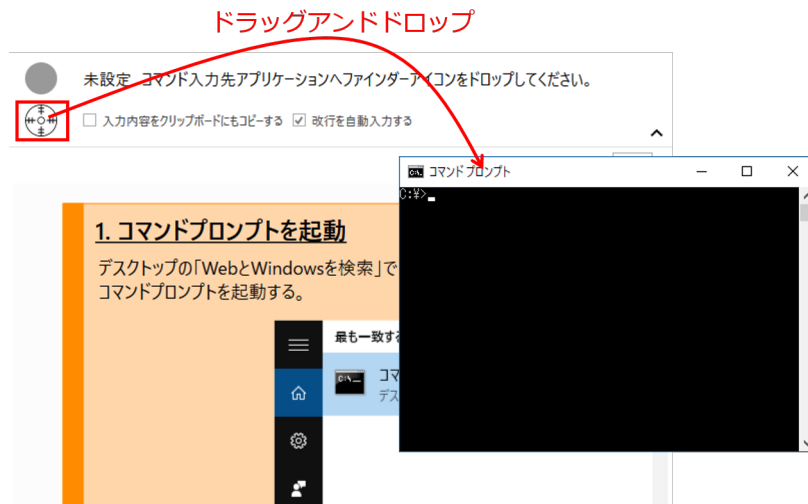 ドラッグアンドドロップ
未設定 コマンド入力先アプリケーションへファインダーアイコンをドロップしてください。
入力内容をクリップボードにもコピーする 改行を自動入力する
コマンド プロンプト
C:¥>
1. コマンドプロンプトを起動
デスクトップの「WebとWindowsを検索」で
コマンドプロンプトを起動する。
最も一致する
コマ
デス